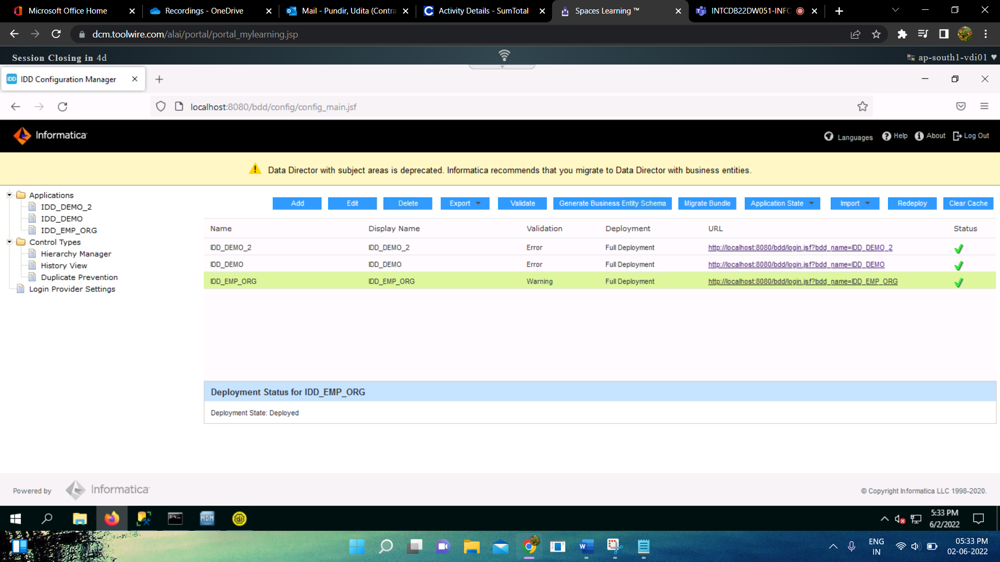 Microsoft Office Home
Recordings - OneDrive
Mail - Pundir, Udita (Contra
Activity Details - SumTotal
Spaces Learning ™
INTCDB22DW051-INFO
dcm.toolwire.com/alai/portal/portal_mylearning.jsp
Session Closing in 4d
ap-south1-vdi01 ♥
IDD Configuration Manager
localhost:8080/bdd/config/config_main.jsf
Informatica
Languages
Help
About
Log Out
Data Director with subject areas is deprecated. Informatica recommends that you migrate to Data Director with business entities.
Applications
IDD_DEMO_2
IDD_DEMO
IDD_EMP_ORG
Control Types
Hierarchy Manager
History View
Duplicate Prevention
Login Provider Settings
Add Edit Delete Export Validate Generate Business Entity Schema Migrate Bundle Application State Import Redeploy Clear Cache
Name Display Name Validation Deployment URL Status
IDD_DEMO_2 IDD_DEMO_2 Error Full Deployment http://localhost:8080/bdd/login.jsf?bdd_name=IDD_DEMO_2
IDD_DEMO IDD_DEMO Error Full Deployment http://localhost:8080/bdd/login.jsf?bdd_name=IDD_DEMO
IDD_EMP_ORG IDD_EMP_ORG Warning Full Deployment http://localhost:8080/bdd/login.jsf?bdd_name=IDD_EMP_ORG
Deployment Status for IDD_EMP_ORG
Deployment State: Deployed
Powered by Informatica
© Copyright Informatica LLC 1998-2020.
MDM
5:33 PM
6/2/2022
ENG
IN
05:33 PM
02-06-2022